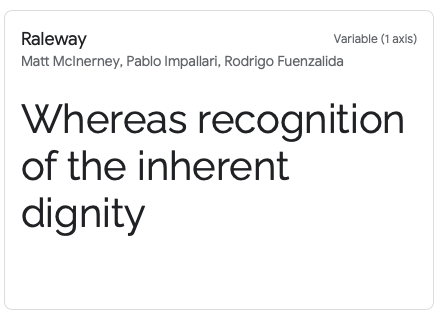 Raleway
Variable (1 axis)
Matt McInerney, Pablo Impallari, Rodrigo Fuenzalida
Whereas recognition
of the inherent
dignity